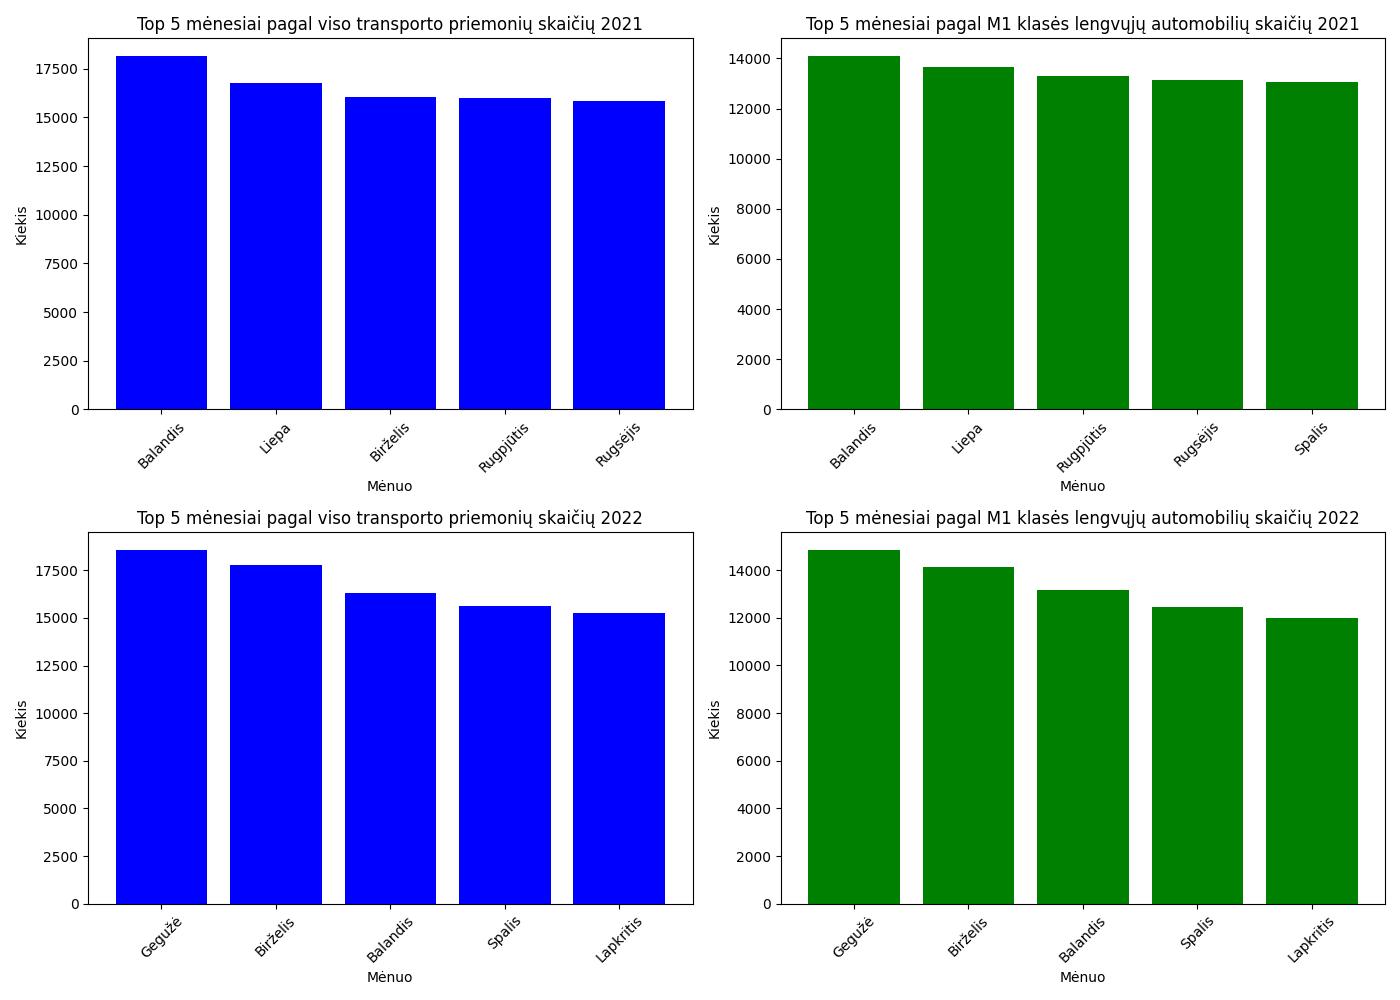 Top 5 mėnesiai pagal viso transporto priemonių skaičių 2021
Kiekis
17500
15000
12500
10000
7500
5000
2500
0
Balandis
Liepa
Birželis
Rugpjūtis
Rugsėjis
Mėnuo
Top 5 mėnesiai pagal M1 klasės lengvųjų automobilių skaičių 2021
Kiekis
14000
12000
10000
8000
6000
4000
2000
0
Balandis
Liepa
Rugpjūtis
Rugsėjis
Spalis
Mėnuo
Top 5 mėnesiai pagal viso transporto priemonių skaičių 2022
Kiekis
17500
15000
12500
10000
7500
5000
2500
0
Gegužė
Birželis
Balandis
Spalis
Lapkritis
Mėnuo
Top 5 mėnesiai pagal M1 klasės lengvųjų automobilių skaičių 2022
Kiekis
14000
12000
10000
8000
6000
4000
2000
0
Gegužė
Birželis
Balandis
Spalis
Lapkritis
Mėnuo